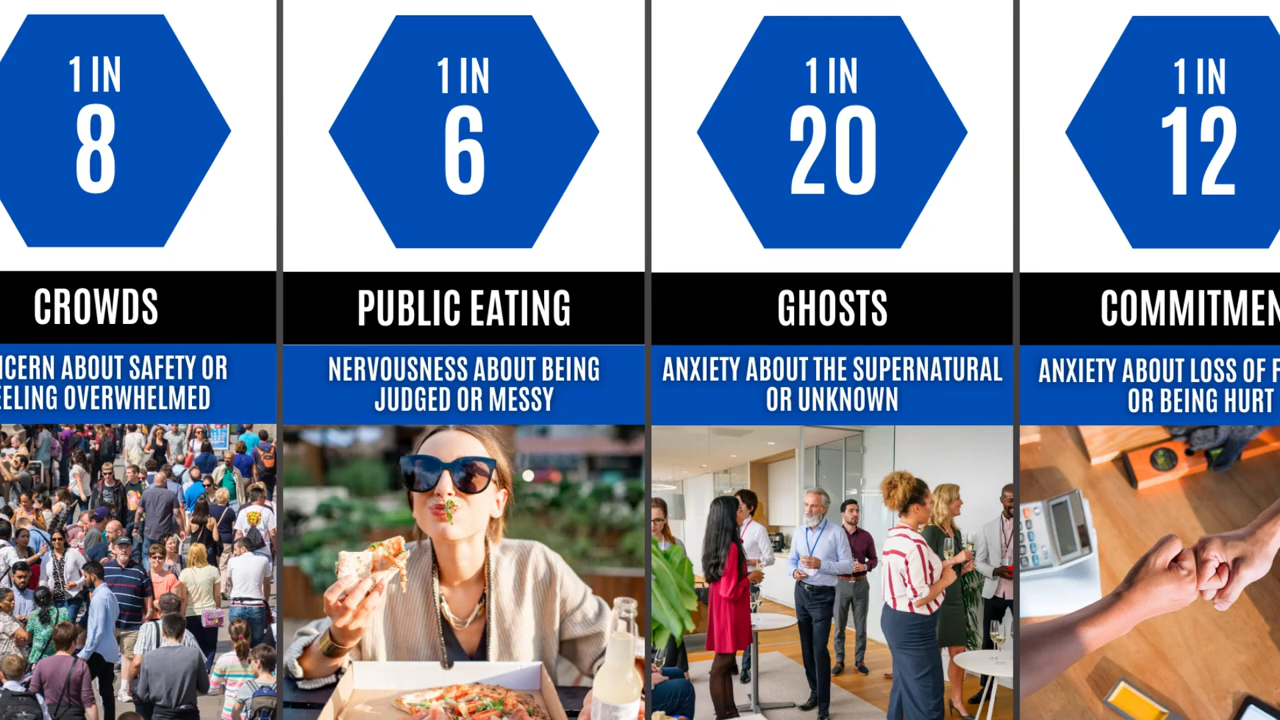 1 IN
8
CROWDS
SAFETY OR
ABOUT
OVERWHELMED
1 IN
6
PUBLIC EATING
NERVOUSNESS ABOUT BEING
JUDGED OR MESSY
1 IN
20
GHOSTS
ANXIETY ABOUT THE SUPERNATURAL
OR UNKNOWN
1 IN
12
COMMITMEN
ANXIETY ABOUT LOSS OF F
OR BEING HURT